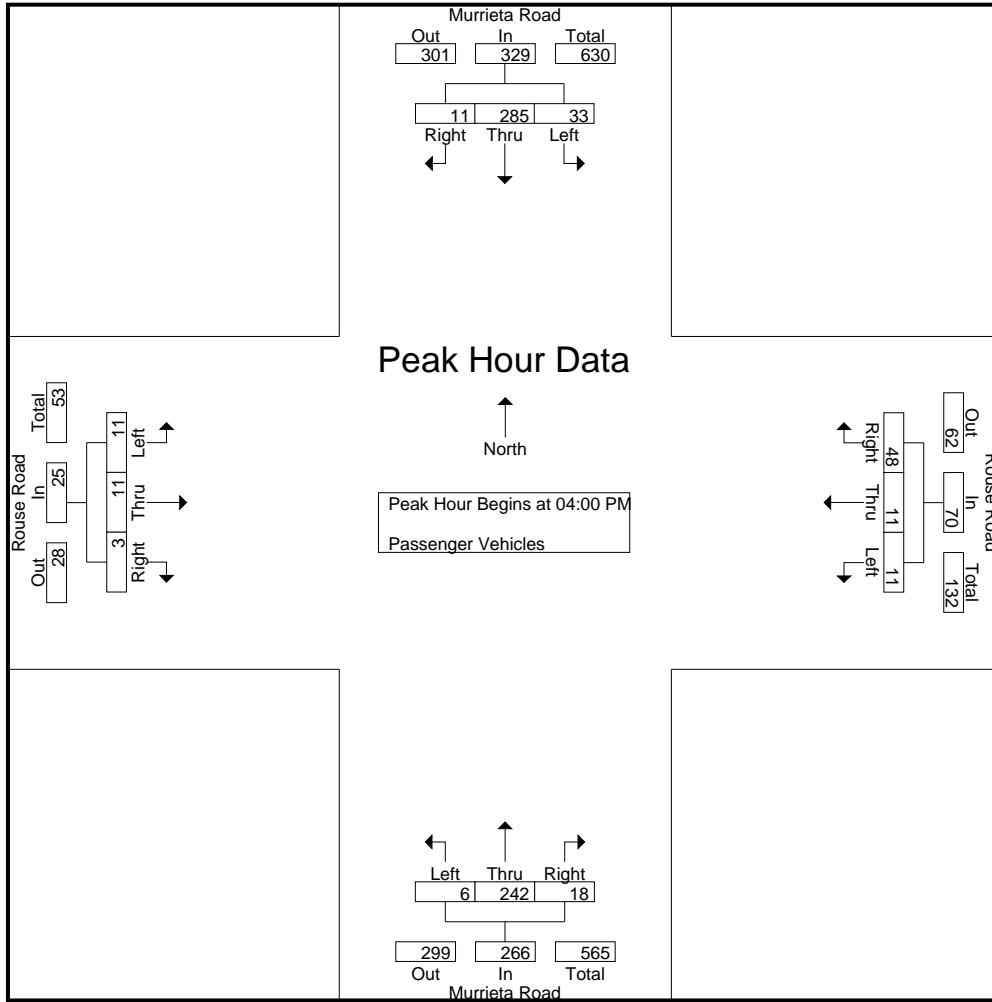 Murrieta Road
Out In Total
301 329 630
11 285 33
Right Thru Left
Peak Hour Data
North
Peak Hour Begins at 04:00 PM
Passenger Vehicles
Rouse Road
Out In Total
28 25 53
Left Thru Right
11 11 3
Rouse Road
Out In Total
62 70 132
Right Thru Left
48 11 11
Left Thru Right
6 242 18
299 266 565
Out In Total
Murrieta Road